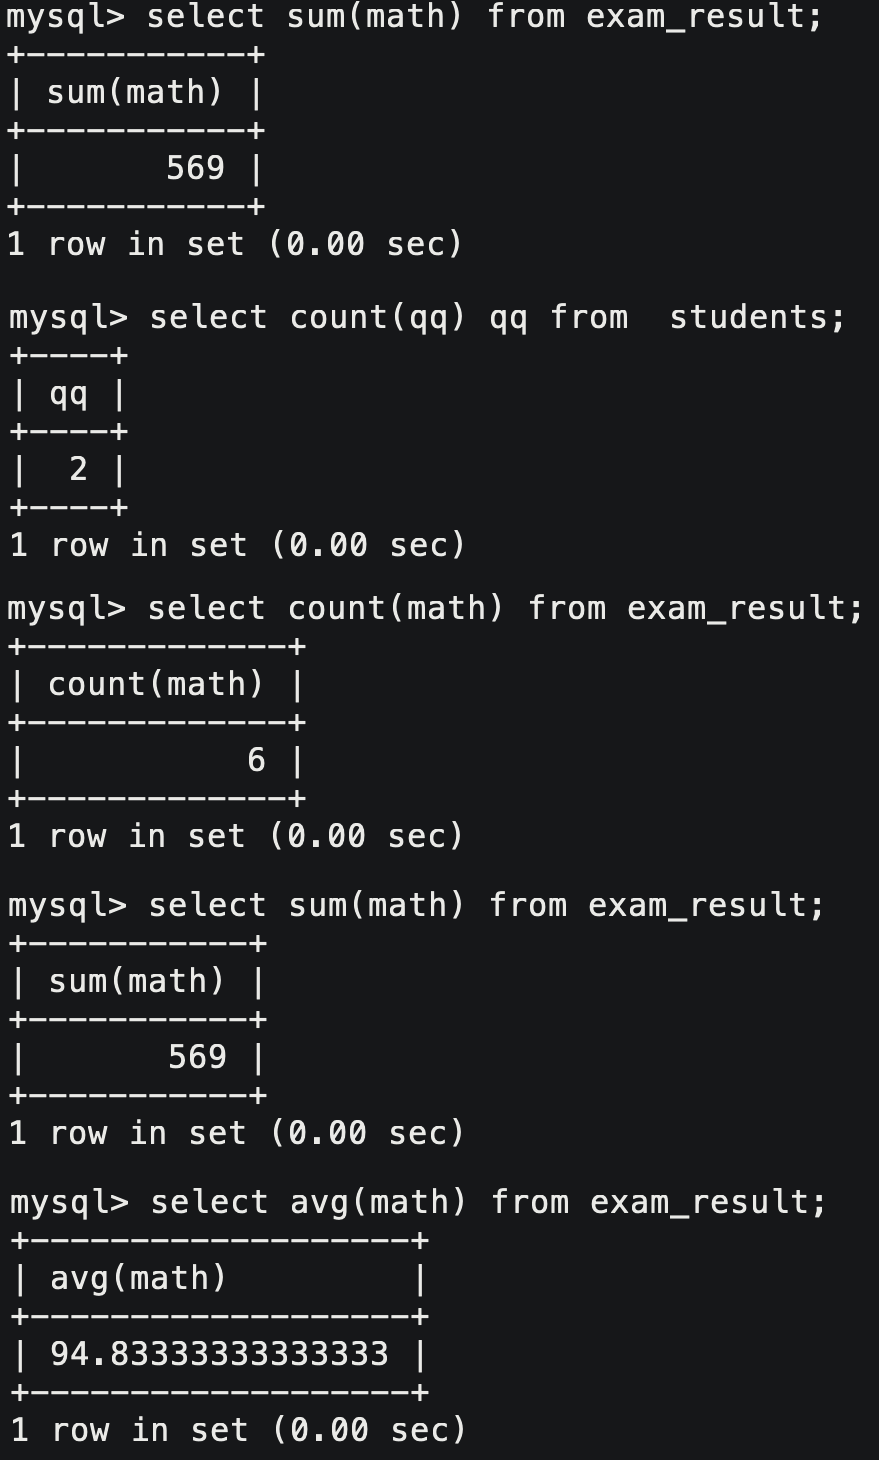 mysql> select sum(math) from exam_result;
+-----------+
| sum(math) |
+-----------+
|       569 |
+-----------+
1 row in set (0.00 sec)
mysql> select count(qq) qq from  students;
+----+
| qq |
+----+
|  2 |
+----+
1 row in set (0.00 sec)
mysql> select count(math) from exam_result;
+-------------+
| count(math) |
+-------------+
|           6 |
+-------------+
1 row in set (0.00 sec)
mysql> select sum(math) from exam_result;
+-----------+
| sum(math) |
+-----------+
|       569 |
+-----------+
1 row in set (0.00 sec)
mysql> select avg(math) from exam_result;
+-------------------+
| avg(math)         |
+-------------------+
| 94.83333333333333 |
+-------------------+
1 row in set (0.00 sec)